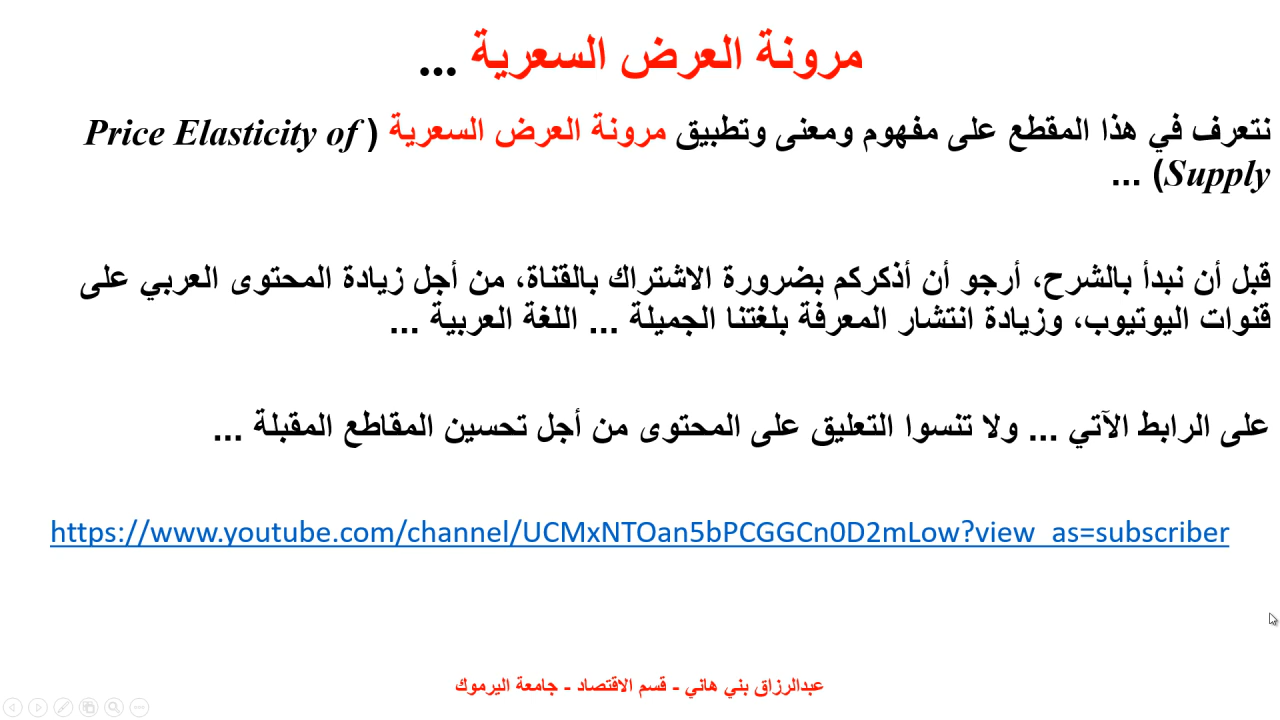 مرونة العرض السعرية ...
نتعرف في هذا المقطع على مفهوم ومعنى وتطبيق مرونة العرض السعرية (Price Elasticity of
Supply) ...
قبل أن نبدأ بالشرح، أرجو أن أذكركم بضرورة الاشتراك بالقناة، من أجل زيادة المحتوى العربي على
قنوات اليوتيوب، وزيادة انتشار المعرفة بلغتنا الجميلة ... اللغة العربية ...
على الرابط الآتي ... ولا تنسوا التعليق على المحتوى من أجل تحسين المقاطع المقبلة ...
https://www.youtube.com/channel/UCMxNTOan5bPCGGCn0D2mLow?view_as=subscriber
عبدالرزاق بني هاني - قسم الاقتصاد - جامعة اليرموك